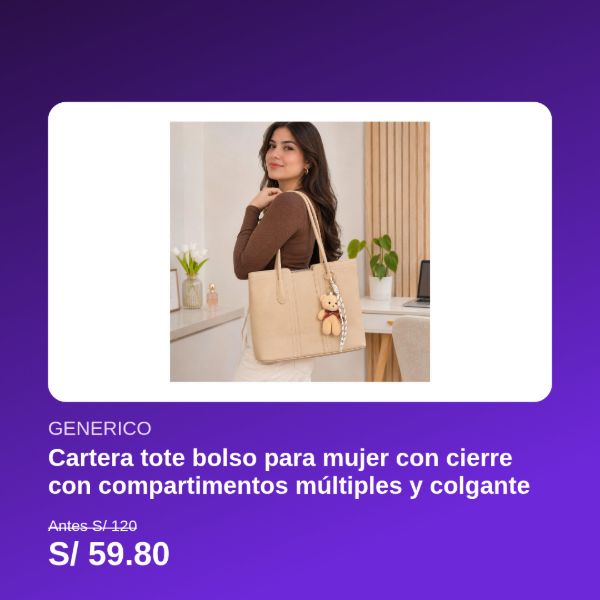 GENERICO
Cartera tote bolso para mujer con cierre
con compartimentos múltiples y colgante
Antes S/ 120
S/ 59.80